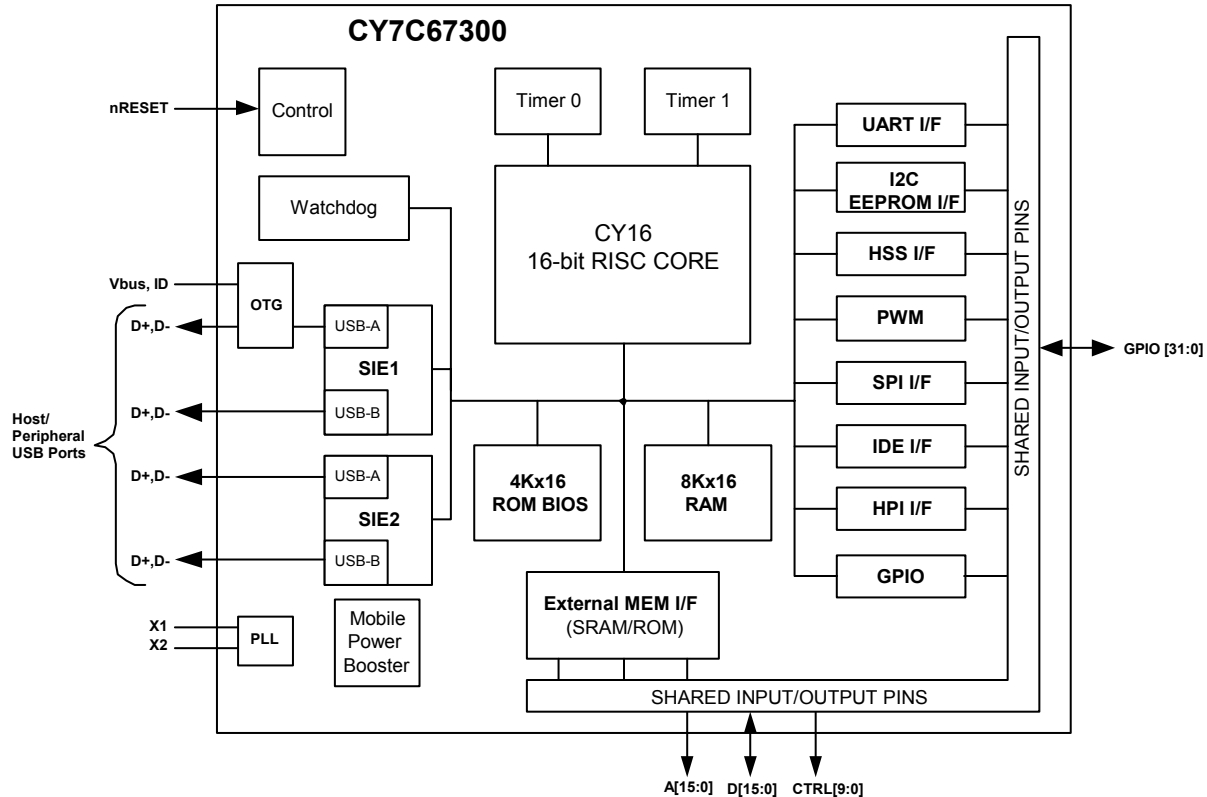 CY7C67300
nRESET
Control
Timer 0
Timer 1
UART I/F
Watchdog
CY16
16-bit RISC CORE
I2C
EEPROM I/F
HSS I/F
Vbus, ID
OTG
D+,D-
USB-A
SIE1
PWM
SHARED INPUT/OUTPUT PINS
GPIO [31:0]
SPI I/F
Host/
Peripheral
USB Ports
D+,D-
USB-B
IDE I/F
D+,D-
USB-A
SIE2
4Kx16
ROM BIOS
8Kx16
RAM
HPI I/F
D+,D-
USB-B
GPIO
External MEM I/F
(SRAM/ROM)
X1
X2
PLL
Mobile
Power
Booster
SHARED INPUT/OUTPUT PINS
A[15:0]
D[15:0]
CTRL[9:0]